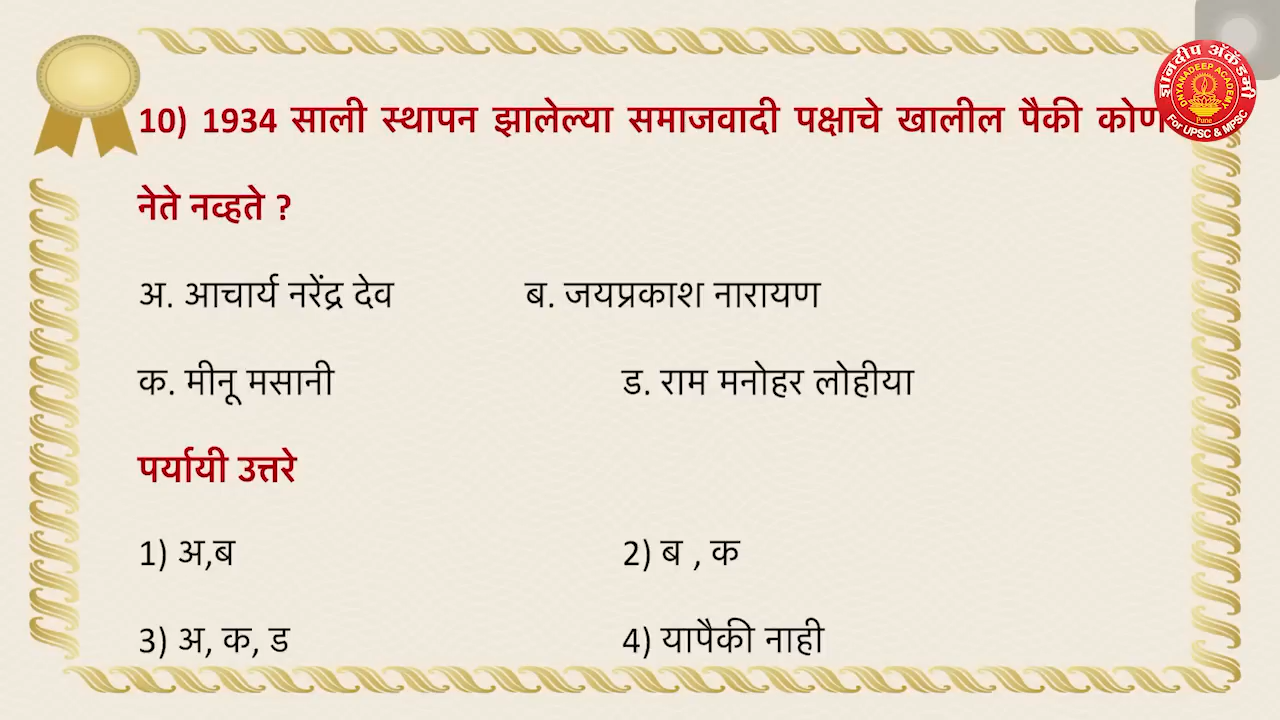 ज्ञानदीप ॲकॅडमी
DNYANADEEP ACADEMY
Pune
For UPSC & MPSC
10) 1934 साली स्थापन झालेल्या समाजवादी पक्षाचे खालील पैकी कोण
नेते नव्हते ?
अ. आचार्य नरेंद्र देव ब. जयप्रकाश नारायण
क. मीनू मसानी ड. राम मनोहर लोहीया
पर्यायी उत्तरे
1) अ,ब 2) ब , क
3) अ, क, ड 4) यापैकी नाही